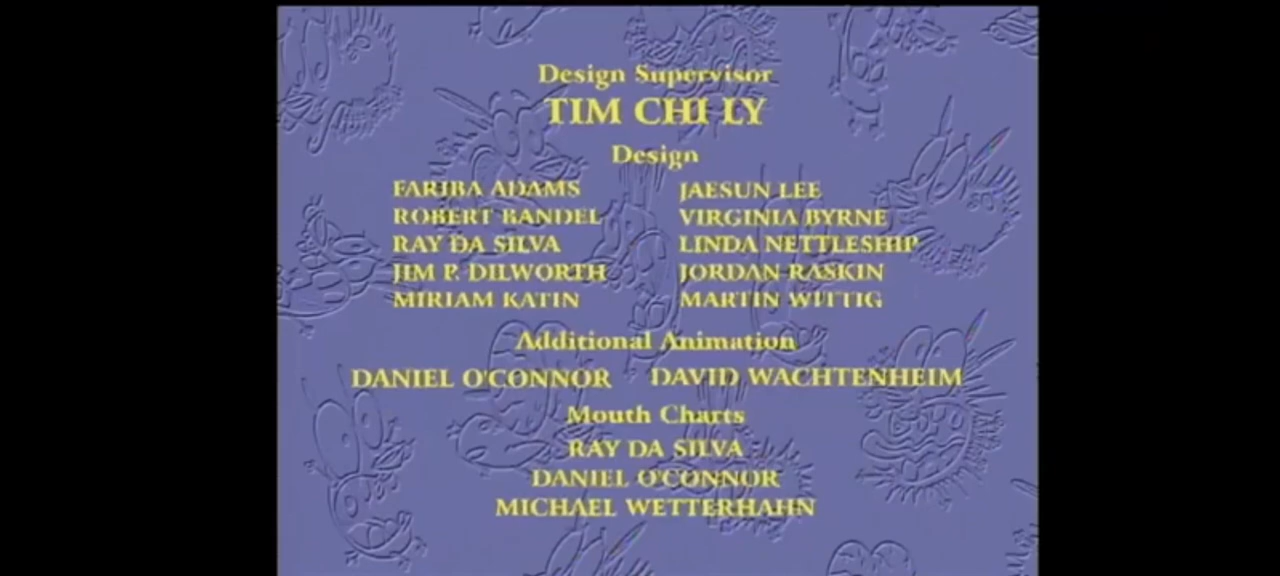 Design Supervisor
TIM CHI LY
Design
FARIBA ADAMS JAESUN LEE
ROBERT BANDEL VIRGINIA BYRNE
RAY DA SILVA LINDA NETTLESHIP
JIM P. DILWORTH JORDAN RASKIN
MIRIAM KATIN MARTIN WITTIG
Additional Animation
DANIEL O'CONNOR DAVID WACHTENHEIM
Mouth Charts
RAY DA SILVA
DANIEL O'CONNOR
MICHAEL WETTERHAHN